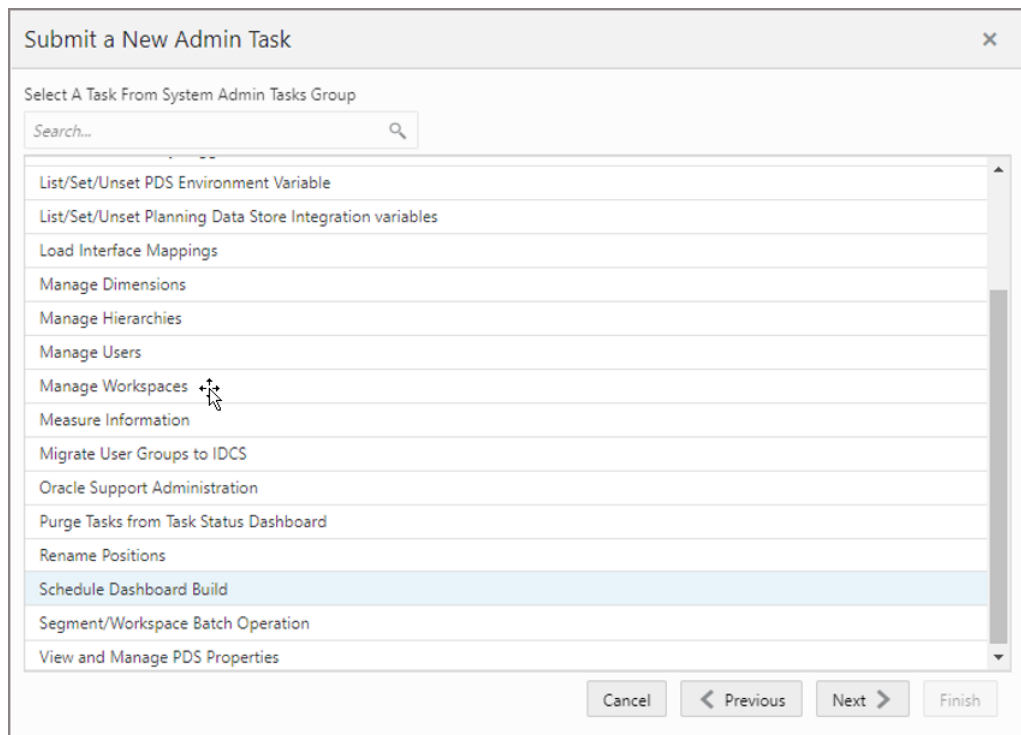 Submit a New Admin Task
Select A Task From System Admin Tasks Group
Search...
List/Set/Unset PDS Environment Variable
List/Set/Unset Planning Data Store Integration variables
Load Interface Mappings
Manage Dimensions
Manage Hierarchies
Manage Users
Manage Workspaces
Measure Information
Migrate User Groups to IDCS
Oracle Support Administration
Purge Tasks from Task Status Dashboard
Rename Positions
Schedule Dashboard Build
Segment/Workspace Batch Operation
View and Manage PDS Properties
Cancel Previous Next Finish